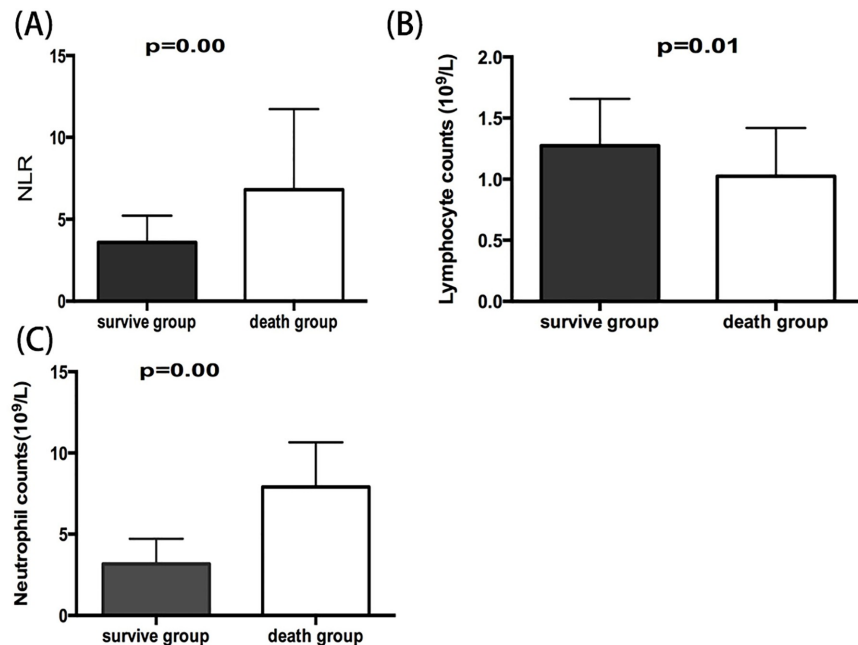 (A)
p=0.00
15
10
5
0
NLR
survive group death group
(B)
p=0.01
2.0
1.5
1.0
0.5
0.0
Lymphocyte counts (10⁹/L)
survive group death group
(C)
p=0.00
15
10
5
0
Neutrophil counts(10⁹/L)
survive group death group